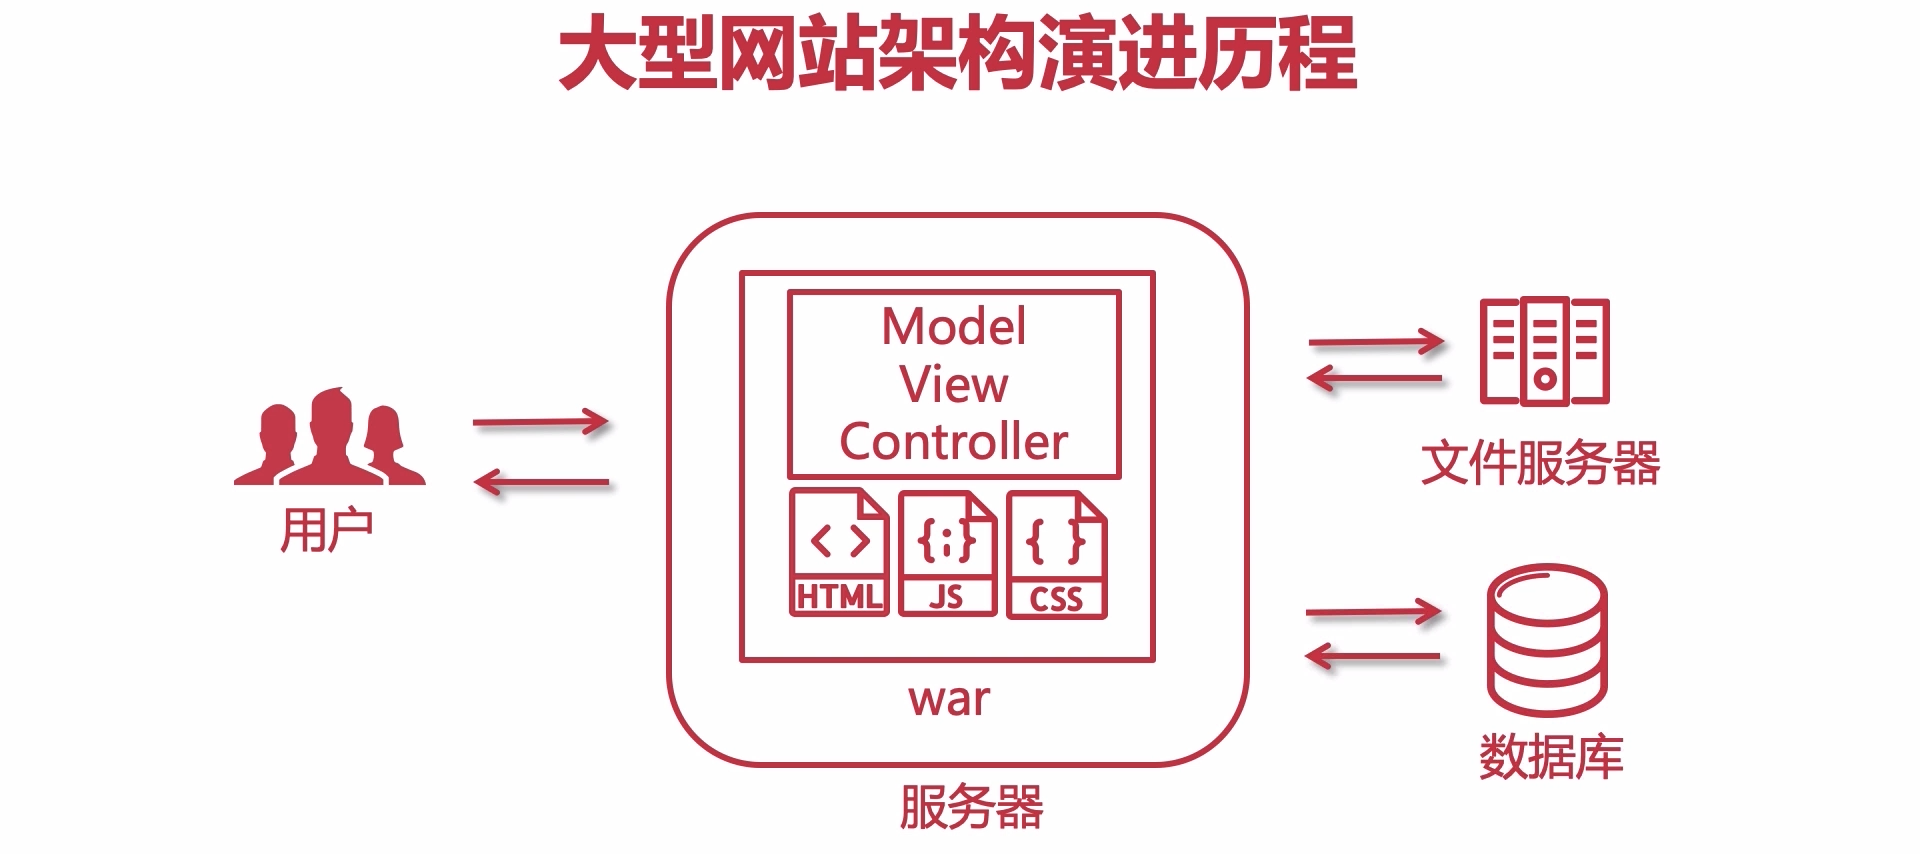 大型网站架构演进历程
用户
Model
View
Controller
HTML
JS
CSS
war
服务器
文件服务器
数据库